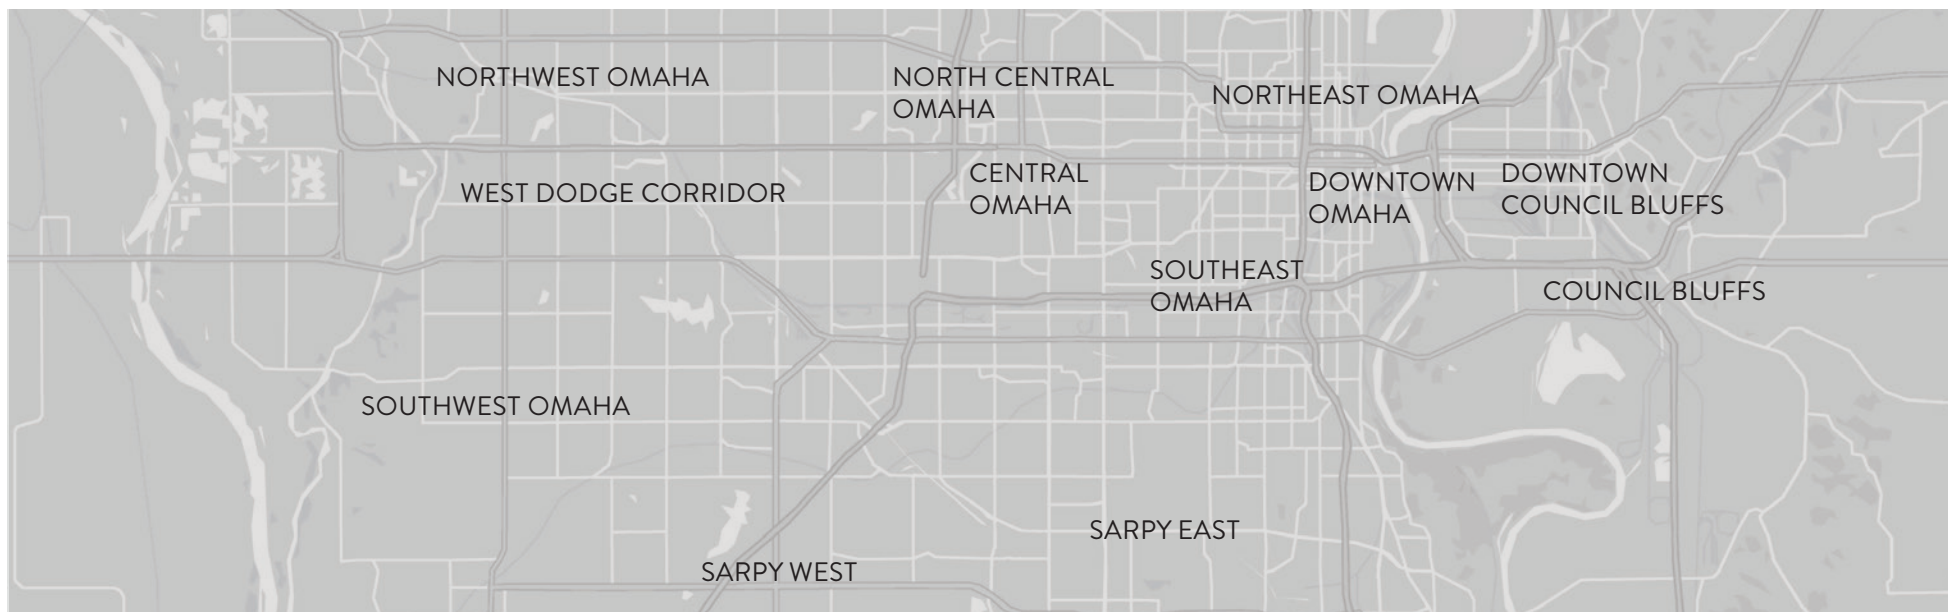 NORTHWEST OMAHA
NORTH CENTRAL
OMAHA
NORTHEAST OMAHA
WEST DODGE CORRIDOR
CENTRAL
OMAHA
DOWNTOWN
OMAHA
DOWNTOWN
COUNCIL BLUFFS
SOUTHEAST
OMAHA
COUNCIL BLUFFS
SOUTHWEST OMAHA
SARPY EAST
SARPY WEST